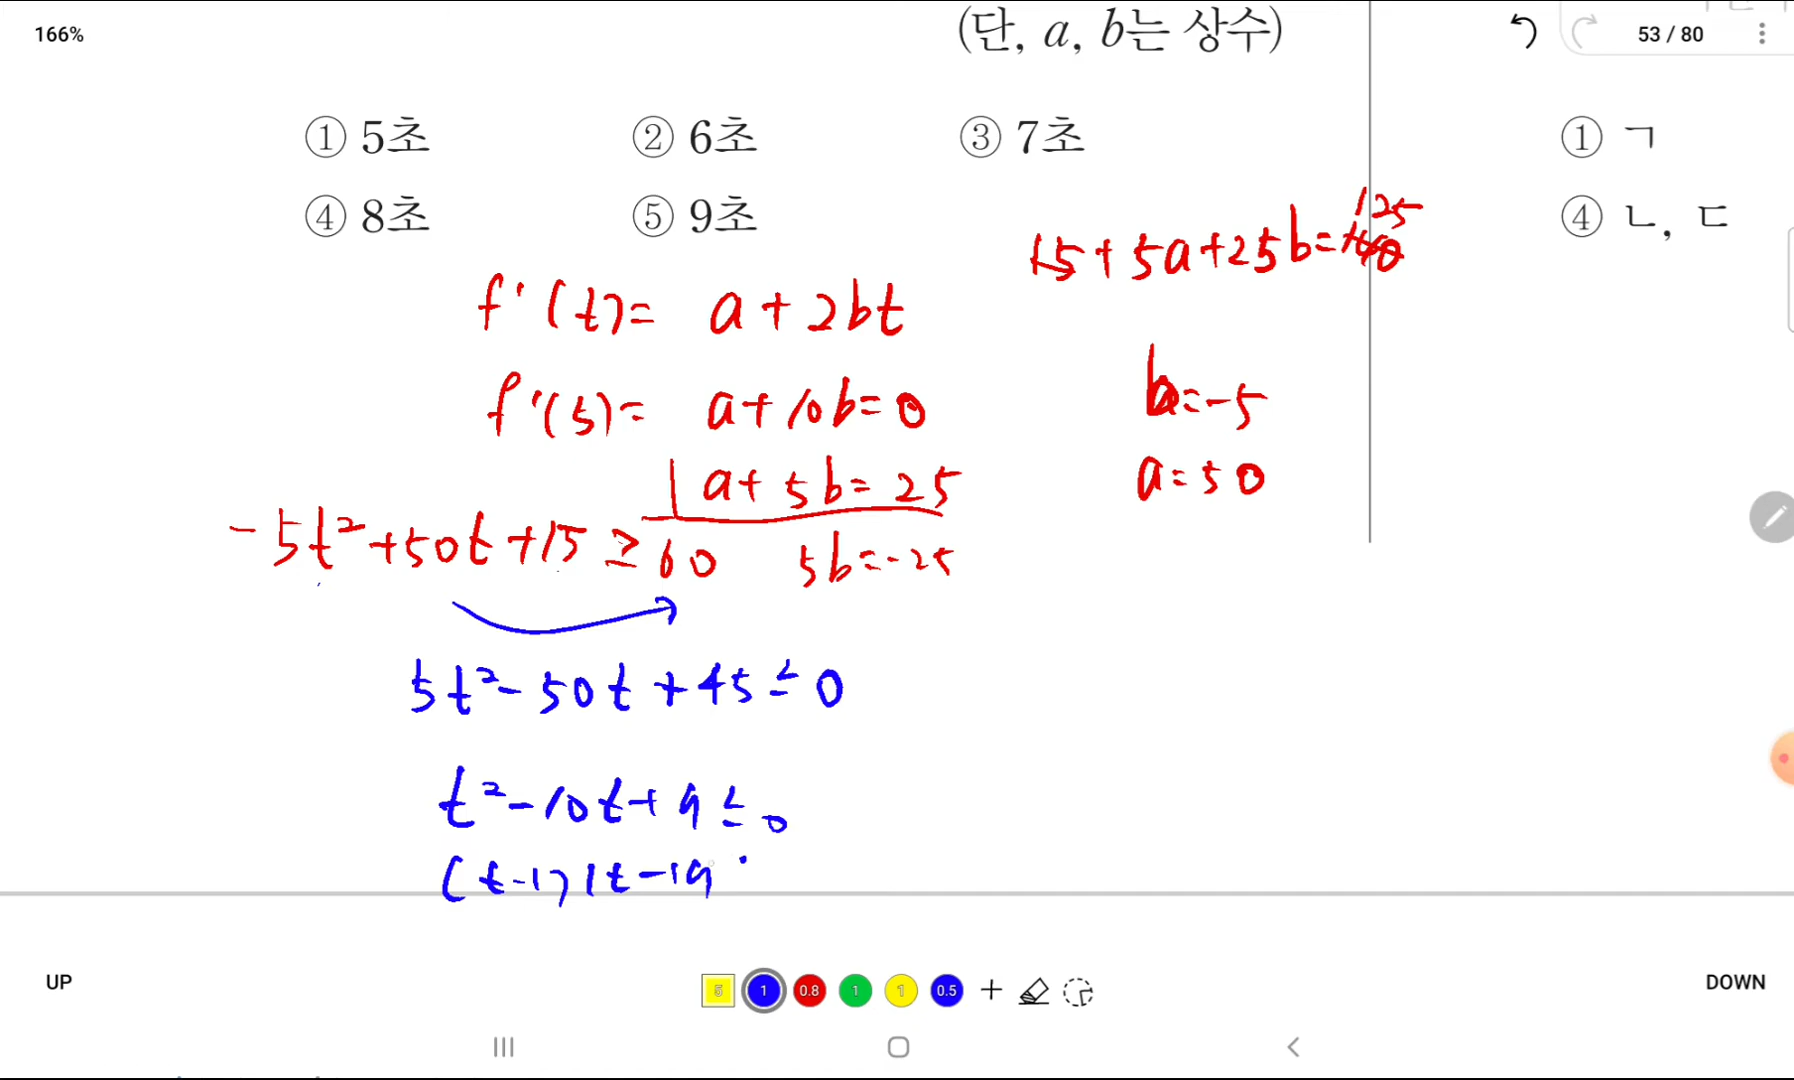 166%
(단, a, b는 상수)
53 / 80
① 5초 ② 6초 ③ 7초
④ 8초 ⑤ 9초
① ㄱ
④ ㄴ, ㄷ
15+5a+25b=125
f'(t)= a+2bt
b=-5
f'(5)= a+10b=0
a=50
a+5b=25
-5t²+50t+15≥60
5b=-25
5t²-50t+45≤0
t²-10t+9≤0
(t-1)(t-9
UP
5 1 0.8 1 1 0.5
DOWN